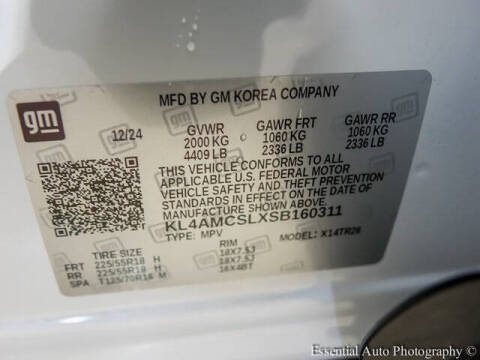 MFD BY GM KOREA COMPANY
gm
12/24 GVWR GAWR FRT GAWR RR
2000 KG 1060 KG 1060 KG
4409 LB 2336 LB 2336 LB
THIS VEHICLE CONFORMS TO ALL
APPLICABLE U.S. FEDERAL MOTOR
VEHICLE SAFETY AND THEFT PREVENTION
STANDARDS IN EFFECT ON THE DATE OF
MANUFACTURE SHOWN ABOVE.
KL4AMCSLXSB160311
TYPE: MPV MODEL: X14TR26
TIRE SIZE RIM
FRT 225/55R18 H 18X7.5J
RR 225/55R18 H 18X7.5J
SPA T125/70R16 M 16X4BT
Essential Auto Photography ©